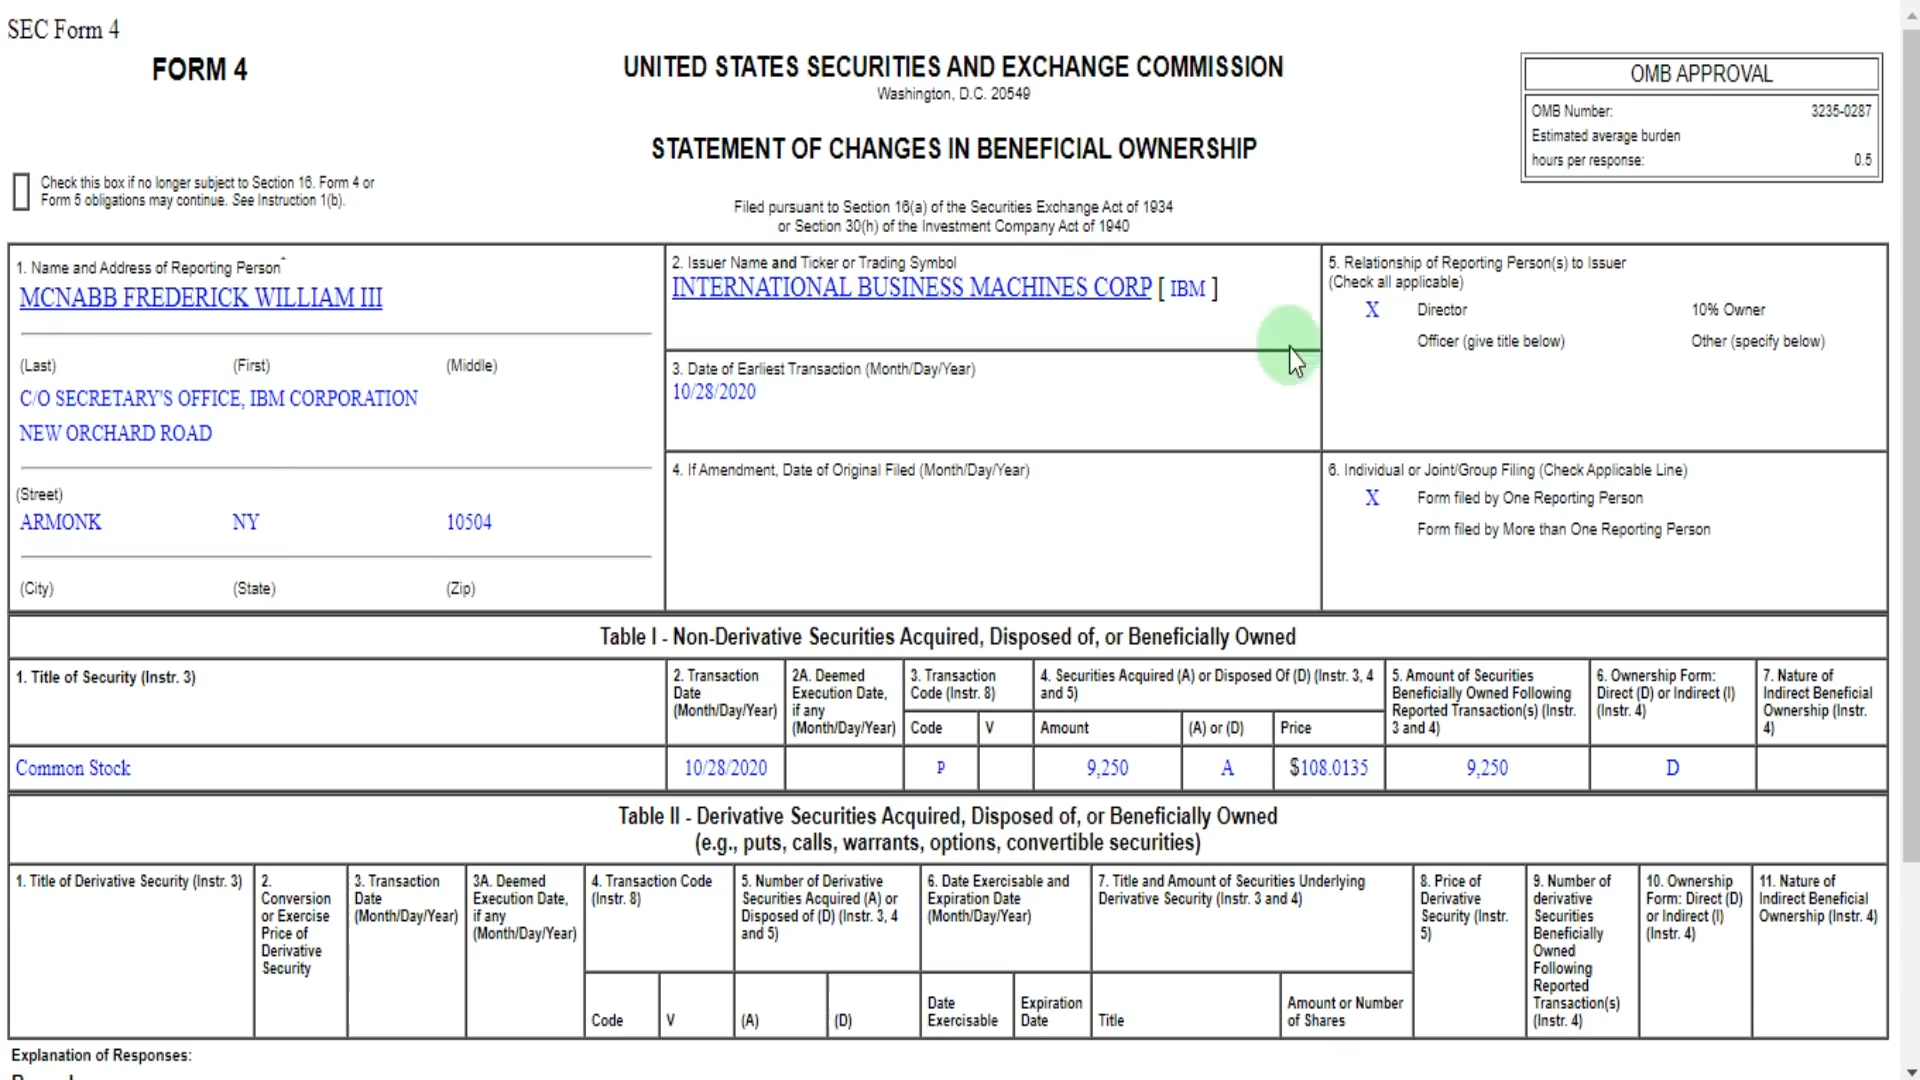 SEC Form 4
FORM 4
UNITED STATES SECURITIES AND EXCHANGE COMMISSION
Washington, D.C. 20549
STATEMENT OF CHANGES IN BENEFICIAL OWNERSHIP
Filed pursuant to Section 16(a) of the Securities Exchange Act of 1934
or Section 30(h) of the Investment Company Act of 1940
OMB APPROVAL
OMB Number: 3235-0287
Estimated average burden
hours per response: 0.5
Check this box if no longer subject to Section 16. Form 4 or
Form 5 obligations may continue. See Instruction 1(b).
1. Name and Address of Reporting Person*
MCNABB FREDERICK WILLIAM III
(Last) (First) (Middle)
C/O SECRETARY'S OFFICE, IBM CORPORATION
NEW ORCHARD ROAD
(Street)
ARMONK NY 10504
(City) (State) (Zip)
2. Issuer Name and Ticker or Trading Symbol
INTERNATIONAL BUSINESS MACHINES CORP [ IBM ]
3. Date of Earliest Transaction (Month/Day/Year)
10/28/2020
4. If Amendment, Date of Original Filed (Month/Day/Year)
5. Relationship of Reporting Person(s) to Issuer
(Check all applicable)
X Director 10% Owner
Officer (give title below) Other (specify below)
6. Individual or Joint/Group Filing (Check Applicable Line)
X Form filed by One Reporting Person
Form filed by More than One Reporting Person
Table I - Non-Derivative Securities Acquired, Disposed of, or Beneficially Owned
1. Title of Security (Instr. 3)
2. Transaction
Date
(Month/Day/Year)
2A. Deemed
Execution Date,
if any
(Month/Day/Year)
3. Transaction
Code (Instr. 8)
4. Securities Acquired (A) or Disposed Of (D) (Instr. 3, 4
and 5)
5. Amount of Securities
Beneficially Owned Following
Reported Transaction(s) (Instr.
3 and 4)
6. Ownership Form:
Direct (D) or Indirect (I)
(Instr. 4)
7. Nature of
Indirect Beneficial
Ownership (Instr.
4)
Code V Amount (A) or (D) Price
Common Stock 10/28/2020 P 9,250 A $108.0135 9,250 D
Table II - Derivative Securities Acquired, Disposed of, or Beneficially Owned
(e.g., puts, calls, warrants, options, convertible securities)
1. Title of Derivative Security (Instr. 3)
2.
Conversion
or Exercise
Price of
Derivative
Security
3. Transaction
Date
(Month/Day/Year)
3A. Deemed
Execution Date,
if any
(Month/Day/Year)
4. Transaction Code
(Instr. 8)
5. Number of Derivative
Securities Acquired (A) or
Disposed of (D) (Instr. 3, 4
and 5)
6. Date Exercisable and
Expiration Date
(Month/Day/Year)
7. Title and Amount of Securities Underlying
Derivative Security (Instr. 3 and 4)
8. Price of
Derivative
Security (Instr.
5)
9. Number of
derivative
Securities
Beneficially
Owned
Following
Reported
Transaction(s)
(Instr. 4)
10. Ownership
Form: Direct (D)
or Indirect (I)
(Instr. 4)
11. Nature of
Indirect Beneficial
Ownership (Instr. 4)
Code V (A) (D)
Date
Exercisable
Expiration
Date
Title
Amount or Number
of Shares
Explanation of Responses: